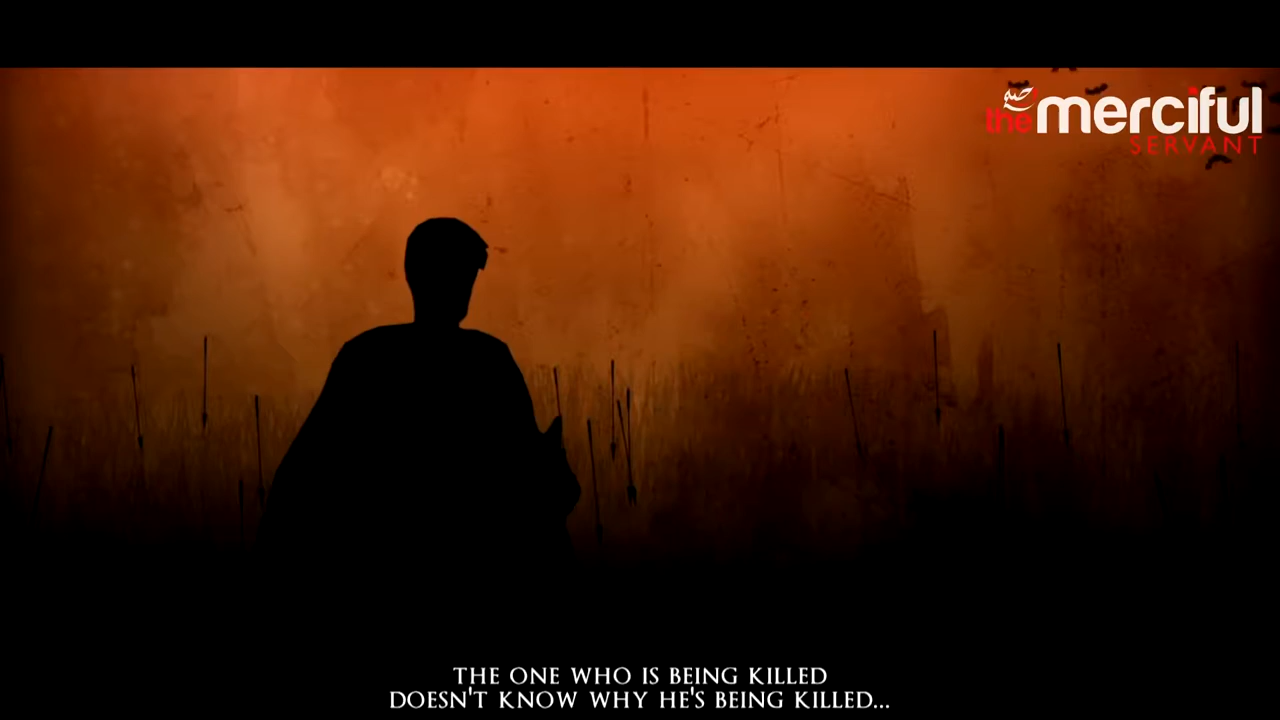 the merciful
SERVANT
THE ONE WHO IS BEING KILLED
DOESN'T KNOW WHY HE'S BEING KILLED...